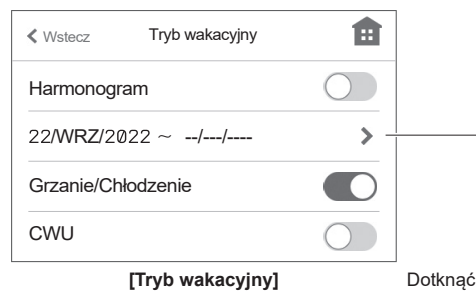 Wstecz Tryb wakacyjny
Harmonogram
22/WRZ/2022 ~ --/---/----
Grzanie/Chłodzenie
CWU
[Tryb wakacyjny] Dotknąć